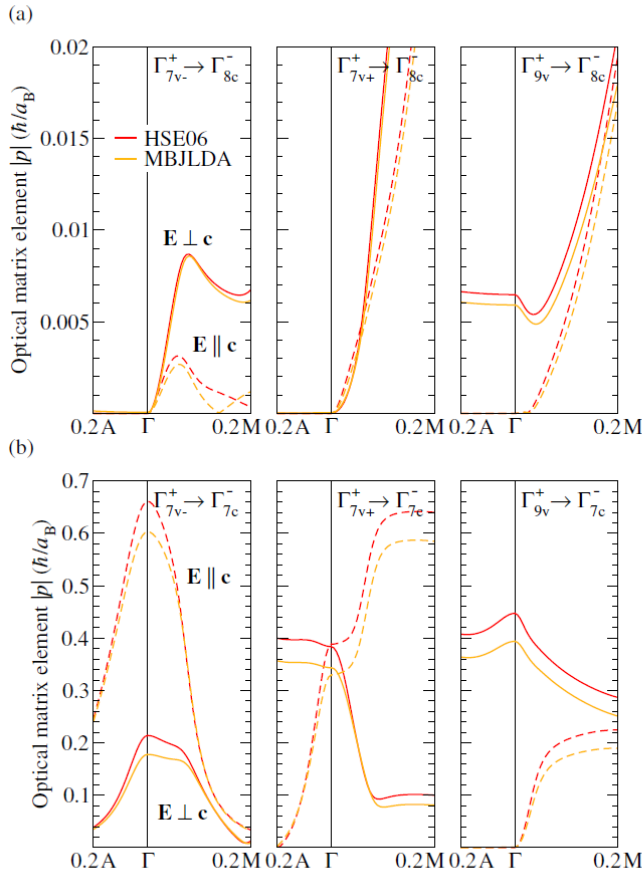 (a)
Optical matrix element |p| (ħ/a_B)
0.02
0.015
0.01
0.005
Γ⁺₇ᵥ₋ → Γ⁻₈c
Γ⁺₇ᵥ₊ → Γ⁻₈c
Γ⁺₉ᵥ → Γ⁻₈c
HSE06
MBJLDA
E ⊥ c
E ∥ c
0.2A Γ 0.2M
0.2A Γ 0.2M
0.2A Γ 0.2M
(b)
Optical matrix element |p| (ħ/a_B)
0.7
0.6
0.5
0.4
0.3
0.2
0.1
Γ⁺₇ᵥ₋ → Γ⁻₇c
Γ⁺₇ᵥ₊ → Γ⁻₇c
Γ⁺₉ᵥ → Γ⁻₇c
E ∥ c
E ⊥ c
0.2A Γ 0.2M
0.2A Γ 0.2M
0.2A Γ 0.2M